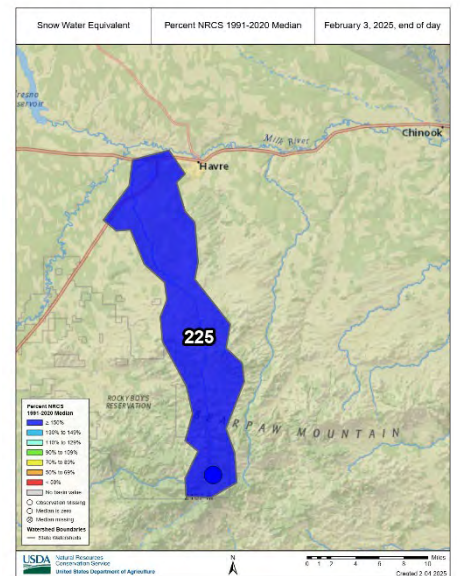 Snow Water Equivalent
Percent NRCS 1991-2020 Median
February 3, 2025, end of day
Milk River
Chinook
Havre
225
ROCKY BOYS
RESERVATION
BEARPAW MOUNTAIN
Percent NRCS
1991-2020 Median
≥ 150%
130% to 149%
110% to 129%
90% to 109%
70% to 89%
50% to 69%
< 50%
No basin value
Observation missing
Median is zero
Median missing
Watershed Boundaries
USDA
Natural Resources
Conservation Service
United States Department of Agriculture
N
Miles
0 1 2 4 6 8 10
Created 2 04 2025